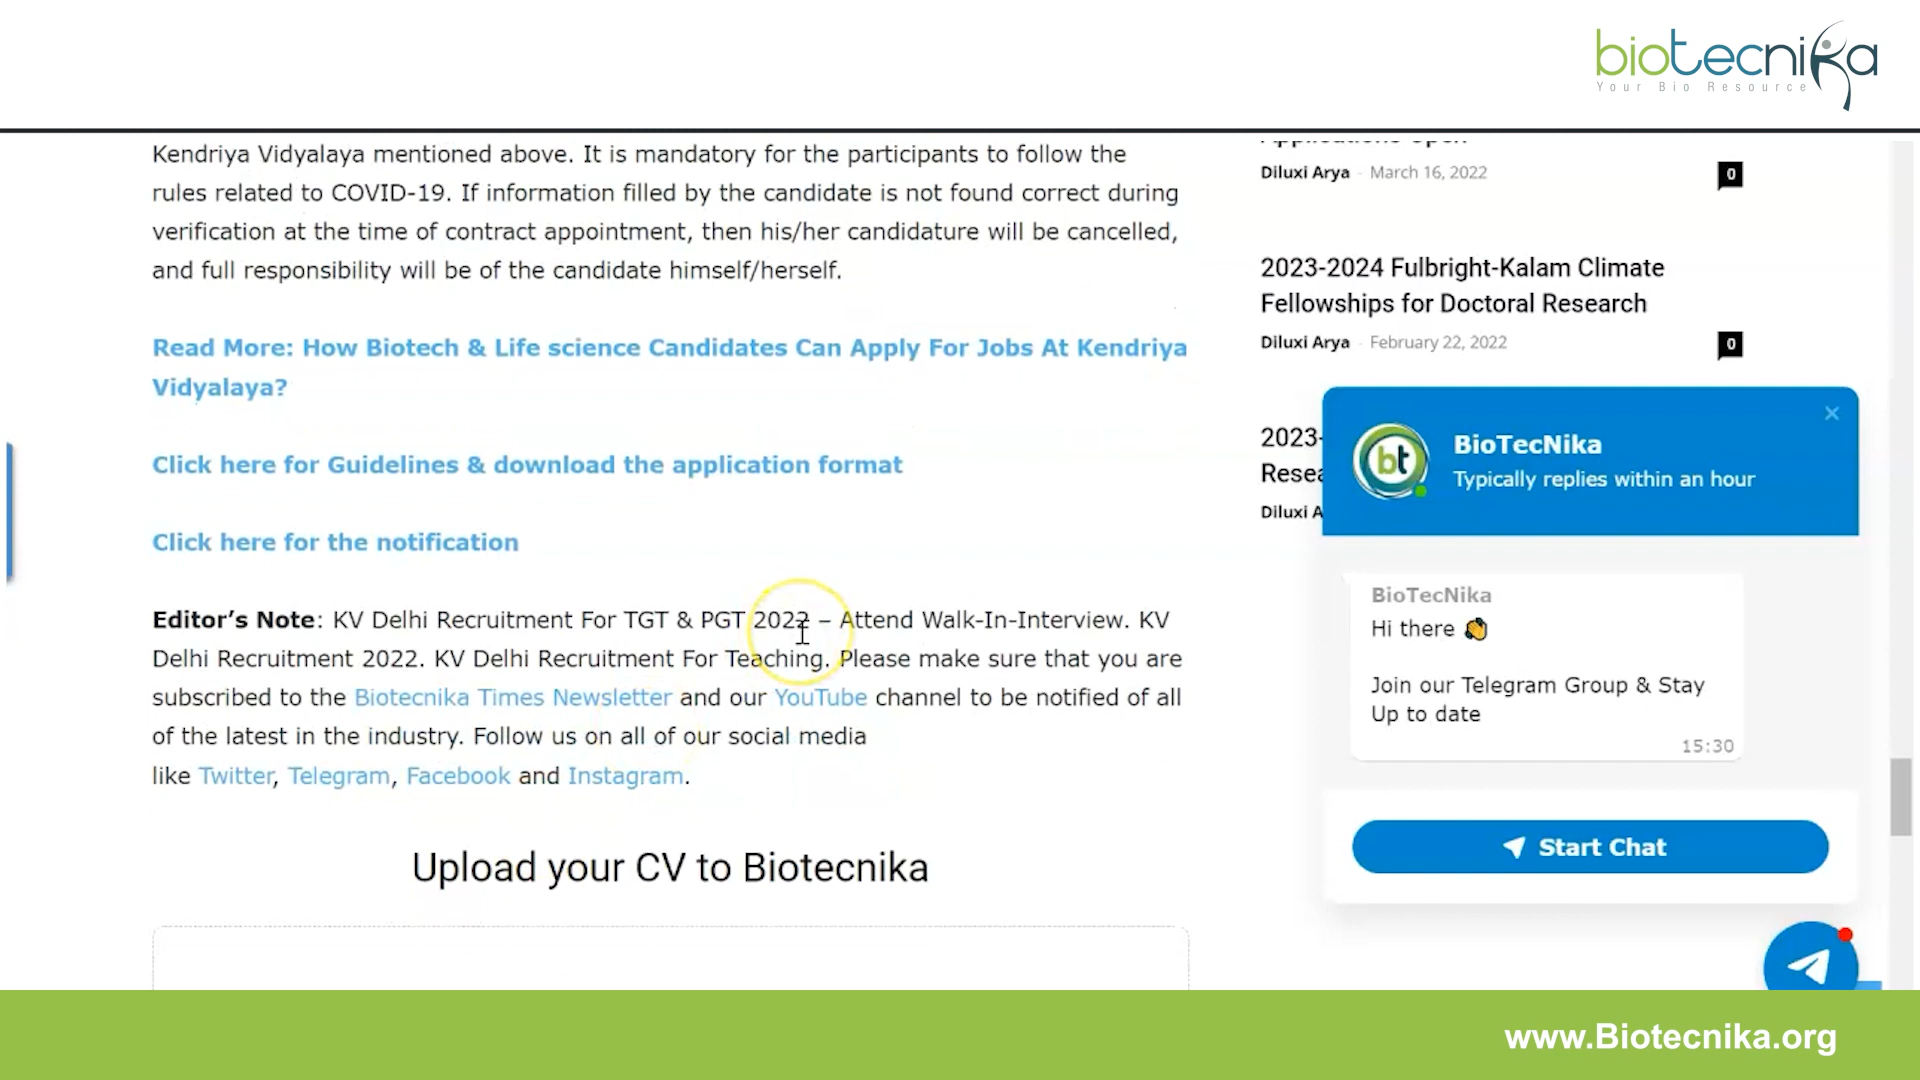 biotecnika
Your Bio Resource
Kendriya Vidyalaya mentioned above. It is mandatory for the participants to follow the
rules related to COVID-19. If information filled by the candidate is not found correct during
verification at the time of contract appointment, then his/her candidature will be cancelled,
and full responsibility will be of the candidate himself/herself.
Read More: How Biotech & Life science Candidates Can Apply For Jobs At Kendriya
Vidyalaya?
Click here for Guidelines & download the application format
Click here for the notification
Editor’s Note: KV Delhi Recruitment For TGT & PGT 2022 – Attend Walk-In-Interview. KV
Delhi Recruitment 2022. KV Delhi Recruitment For Teaching. Please make sure that you are
subscribed to the Biotecnika Times Newsletter and our YouTube channel to be notified of all
of the latest in the industry. Follow us on all of our social media
like Twitter, Telegram, Facebook and Instagram.
Upload your CV to Biotecnika
Applications Open
Diluxi Arya - March 16, 2022
0
2023-2024 Fulbright-Kalam Climate
Fellowships for Doctoral Research
Diluxi Arya - February 22, 2022
0
2023-
Diluxi A
bt
BioTecNika
Typically replies within an hour
×
BioTecNika
Hi there 👋
Join our Telegram Group & Stay
Up to date
15:30
Start Chat
www.Biotecnika.org